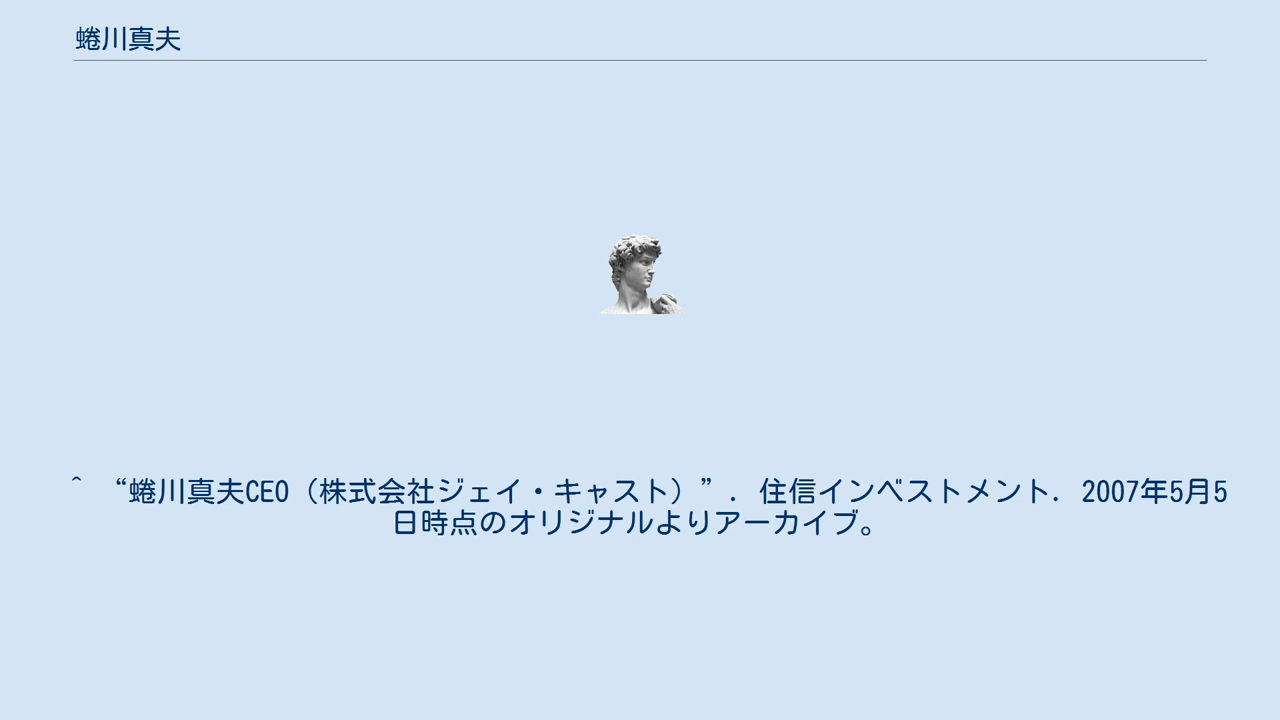 蜷川真夫
^ “蜷川真夫CEO（株式会社ジェイ・キャスト）”. 住信インベストメント. 2007年5月5
日時点のオリジナルよりアーカイブ。